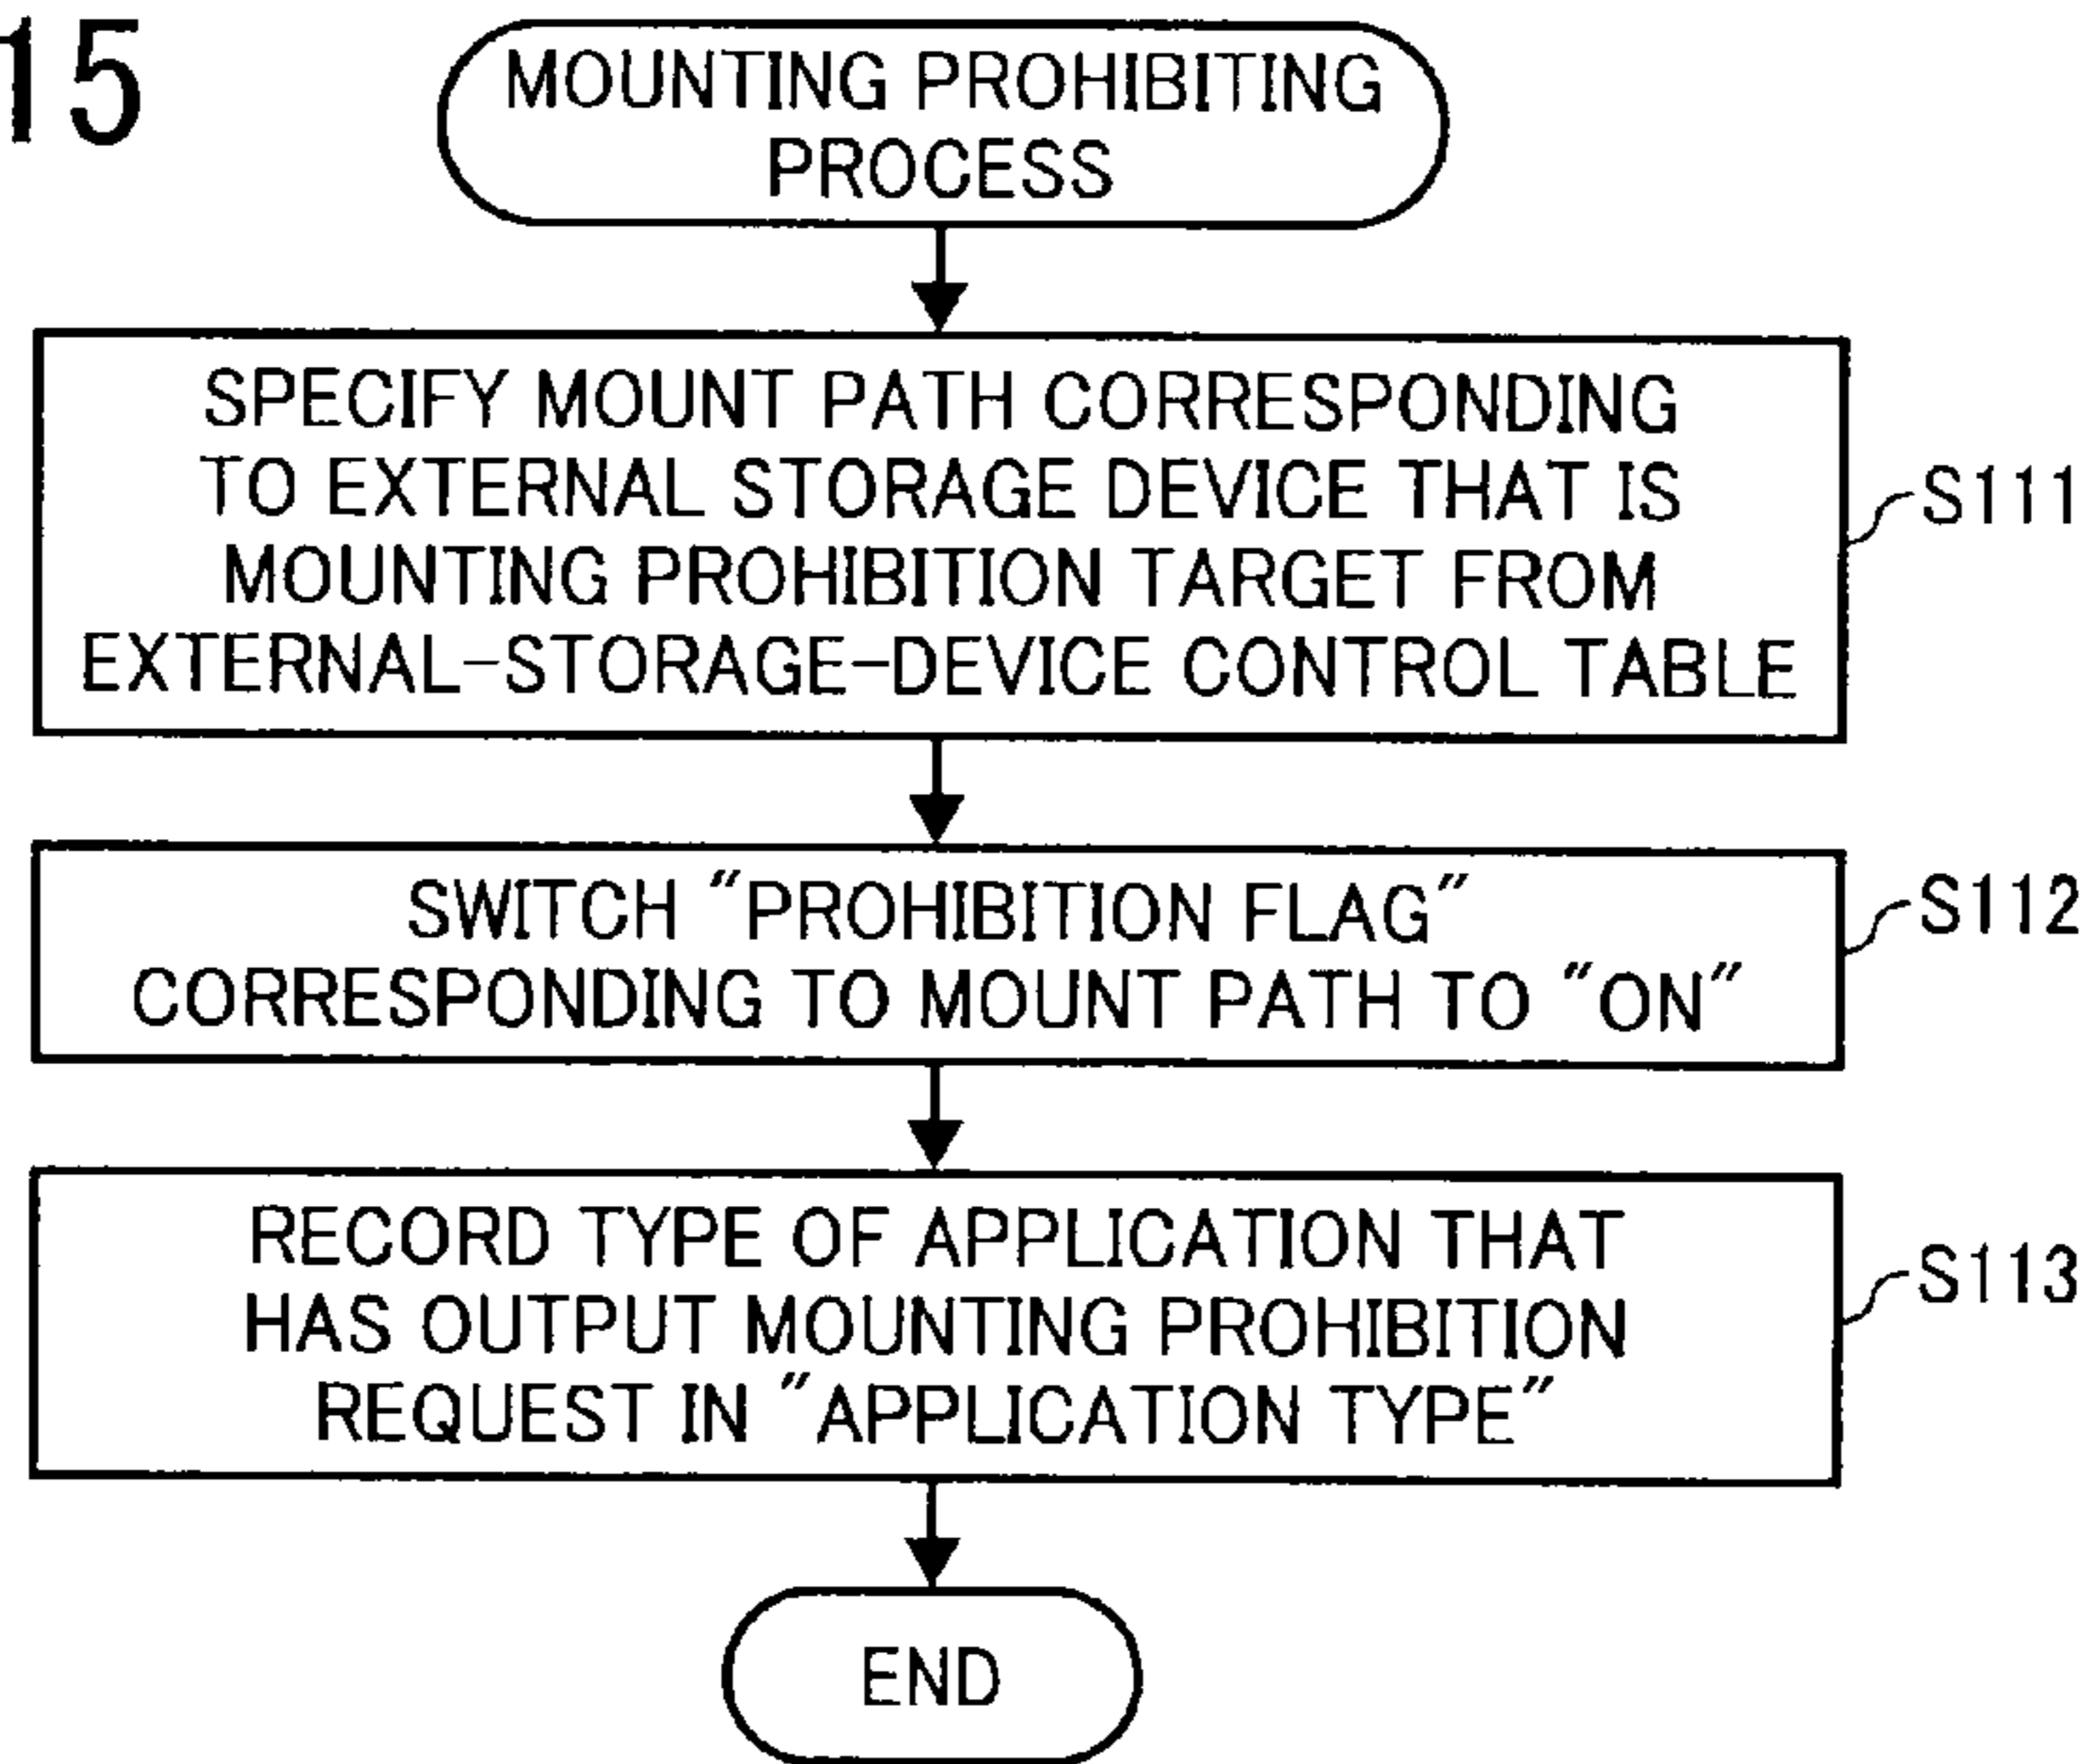 15
MOUNTING PROHIBITING
PROCESS
SPECIFY MOUNT PATH CORRESPONDING
TO EXTERNAL STORAGE DEVICE THAT IS
MOUNTING PROHIBITION TARGET FROM
EXTERNAL-STORAGE-DEVICE CONTROL TABLE
S111
SWITCH "PROHIBITION FLAG"
CORRESPONDING TO MOUNT PATH TO "ON"
S112
RECORD TYPE OF APPLICATION THAT
HAS OUTPUT MOUNTING PROHIBITION
REQUEST IN "APPLICATION TYPE"
S113
END